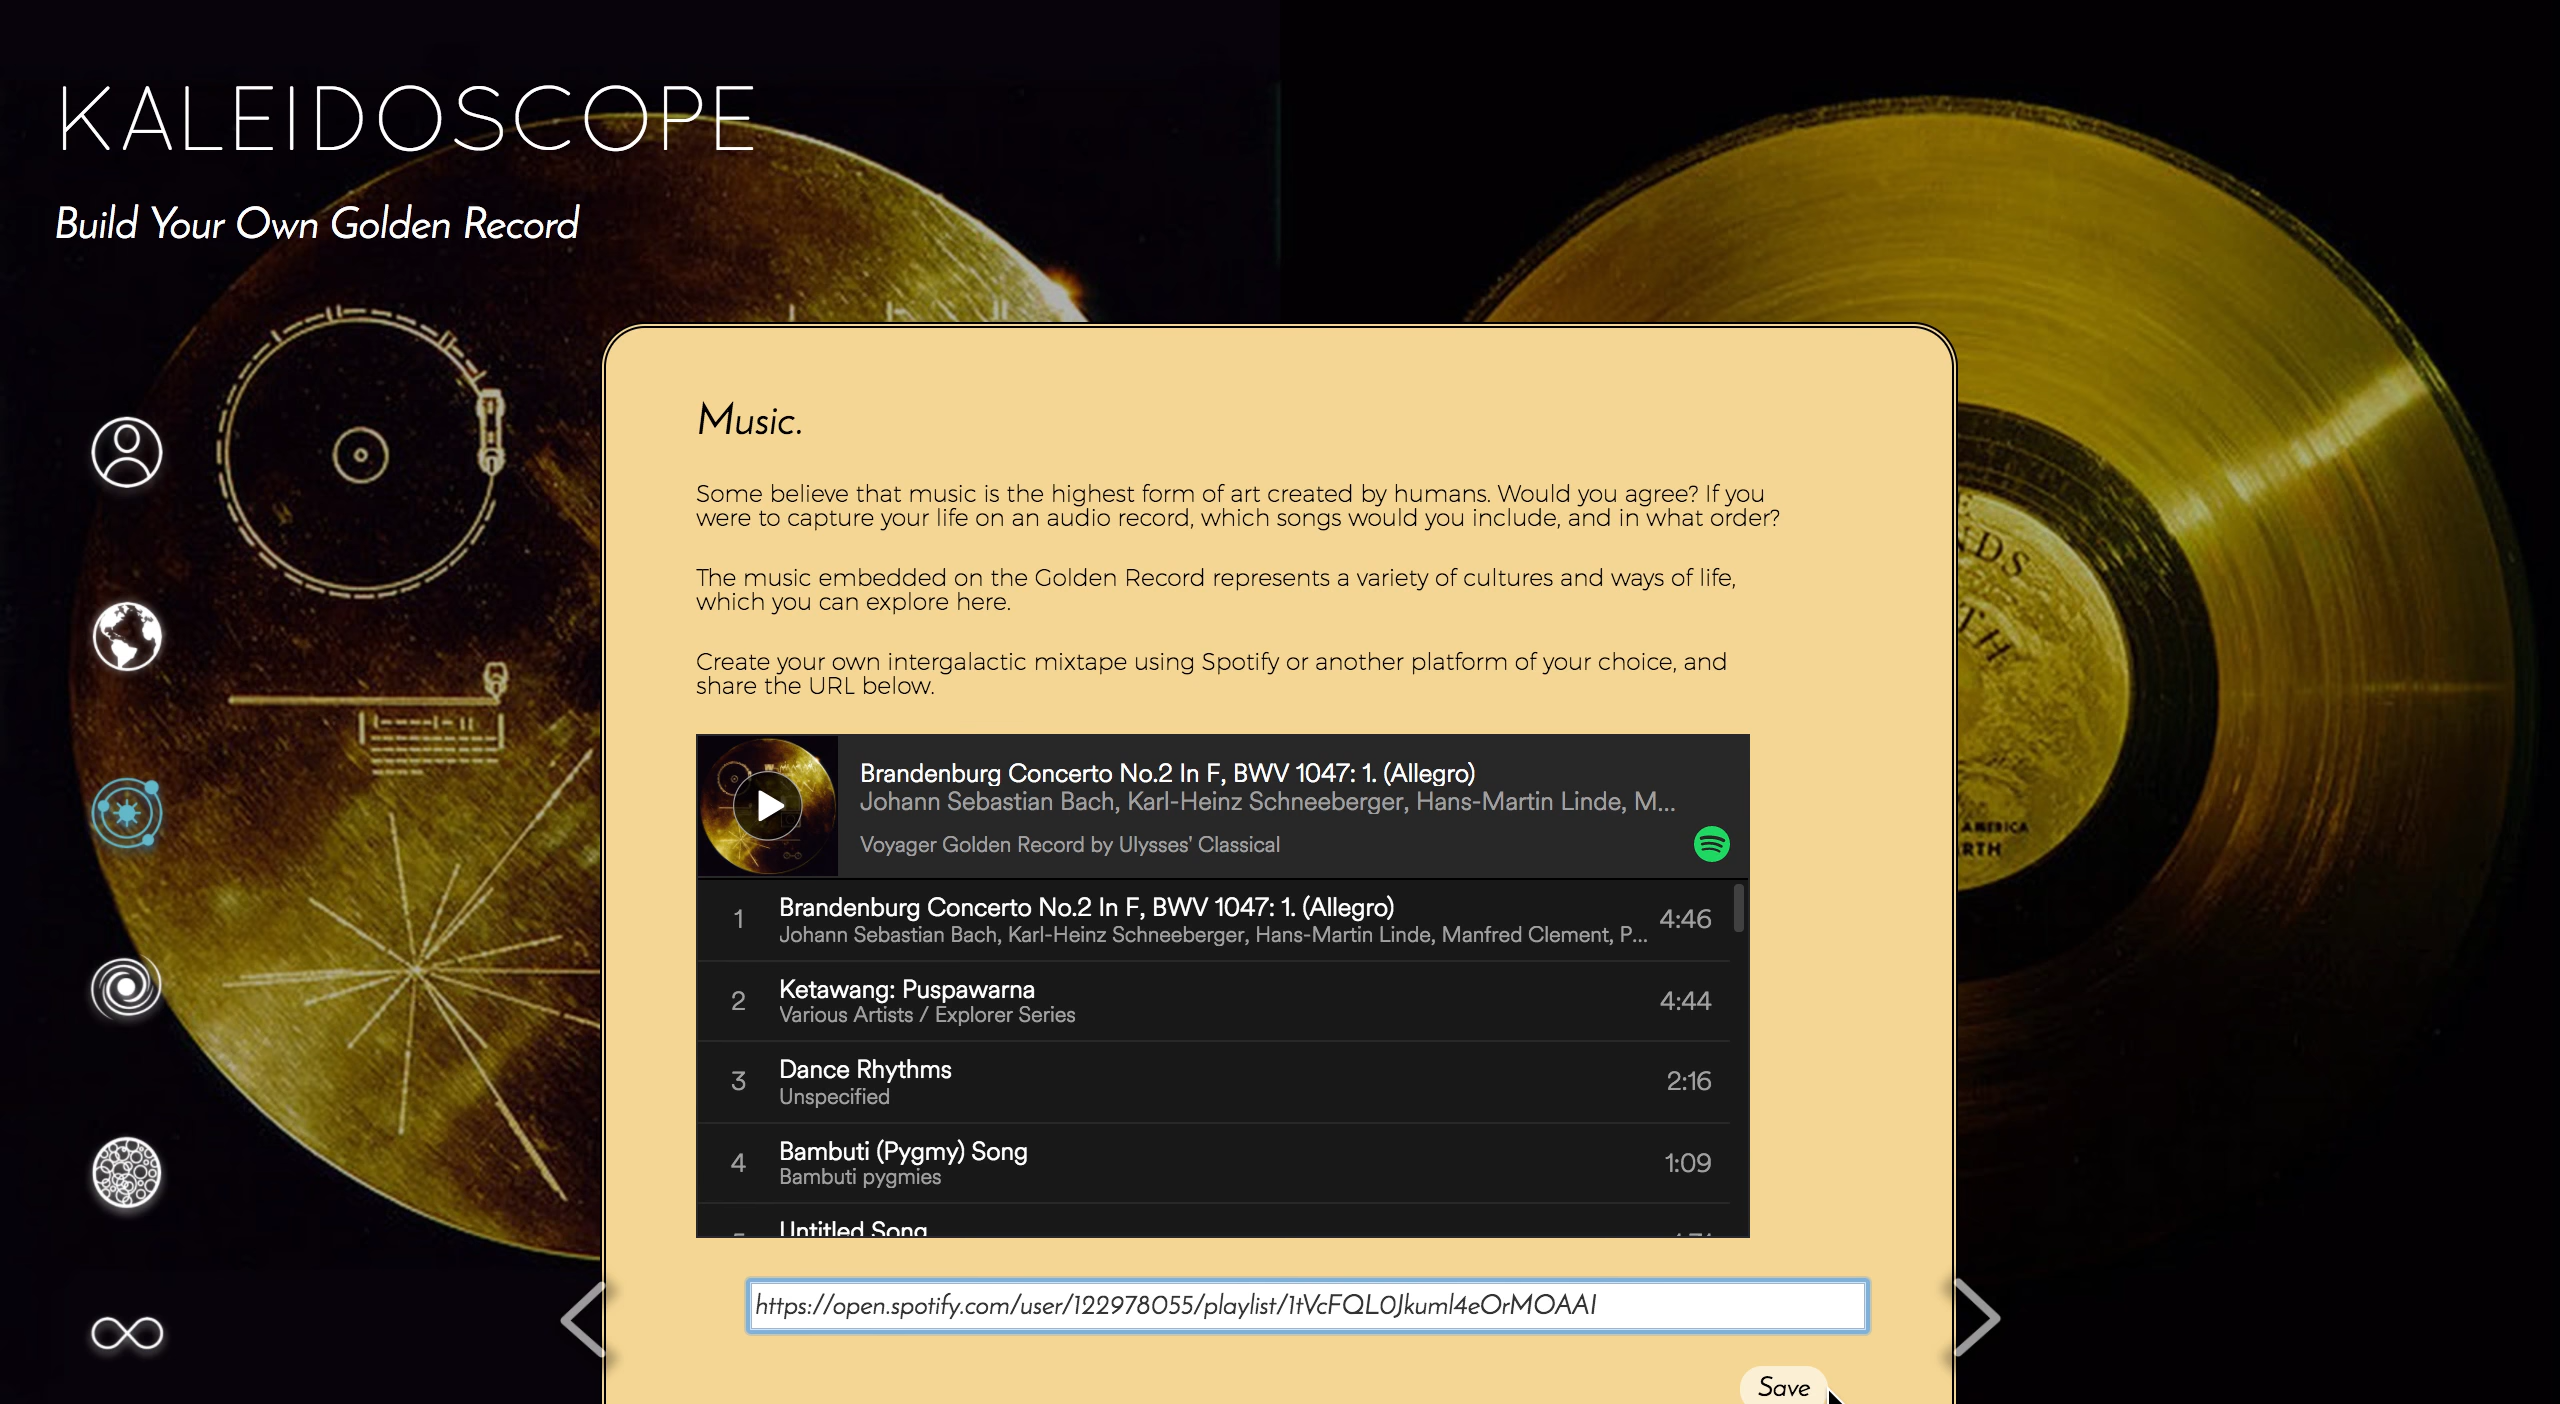 KALEIDOSCOPE
Build Your Own Golden Record
Music.
Some believe that music is the highest form of art created by humans. Would you agree? If you
were to capture your life on an audio record, which songs would you include, and in what order?
The music embedded on the Golden Record represents a variety of cultures and ways of life,
which you can explore here.
Create your own intergalactic mixtape using Spotify or another platform of your choice, and
share the URL below.
Brandenburg Concerto No.2 In F, BWV 1047: 1. (Allegro)
Johann Sebastian Bach, Karl-Heinz Schneeberger, Hans-Martin Linde, M...
Voyager Golden Record by Ulysses' Classical
1 Brandenburg Concerto No.2 In F, BWV 1047: 1. (Allegro) 4:46
Johann Sebastian Bach, Karl-Heinz Schneeberger, Hans-Martin Linde, Manfred Clement, P...
2 Ketawang: Puspawarna 4:44
Various Artists / Explorer Series
3 Dance Rhythms 2:16
Unspecified
4 Bambuti (Pygmy) Song 1:09
Bambuti pygmies
Untitled Song
https://open.spotify.com/user/122978055/playlist/1tVcFQL0Jkuml4eOrMOAAI
Save
NDS
TH
AMERICA
RTH